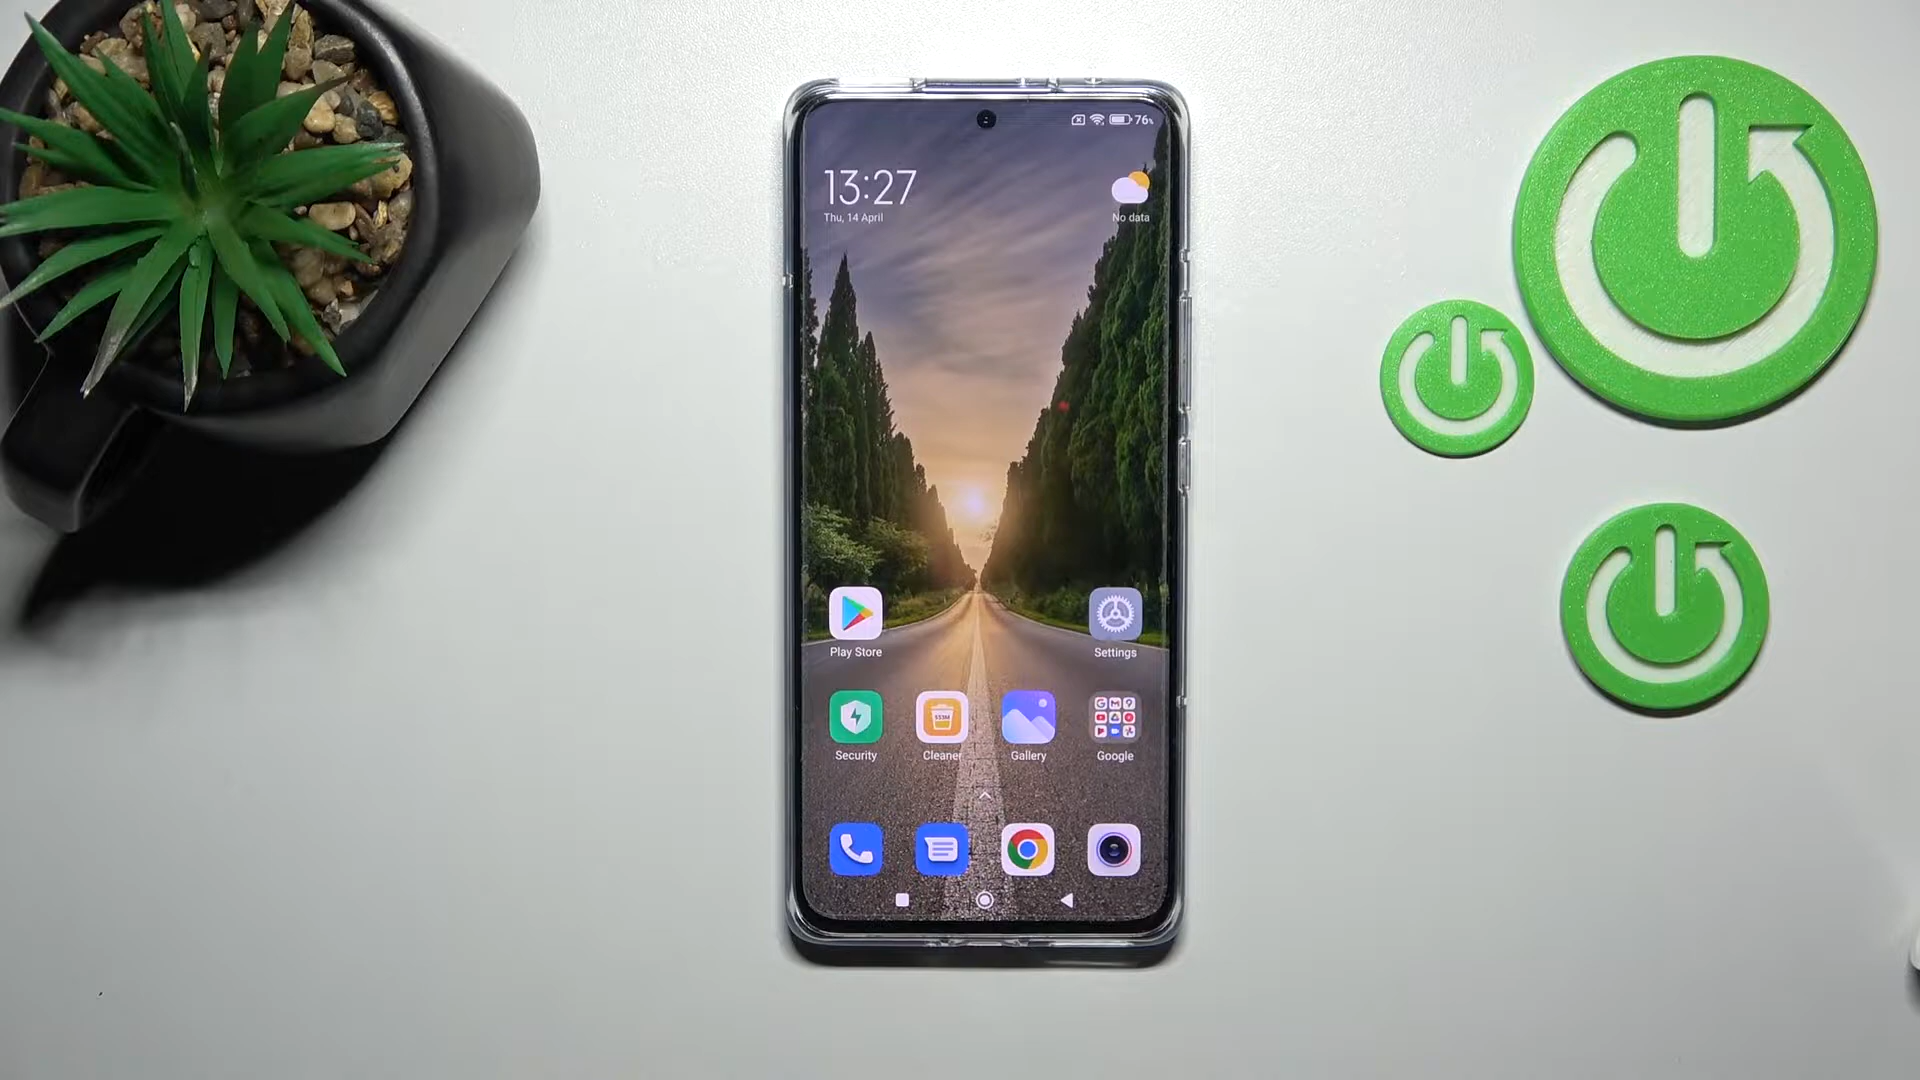 76%
13:27
Thu, 14 April
No data
Play Store
Settings
Security
Cleaner
Gallery
Google